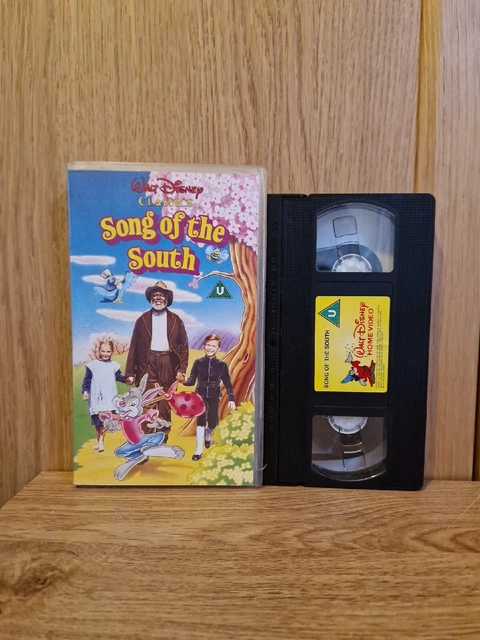 WALT DISNEY
CLASSICS
Song of the
South
U
U
SONG OF THE SOUTH
WALT DISNEY
HOME VIDEO